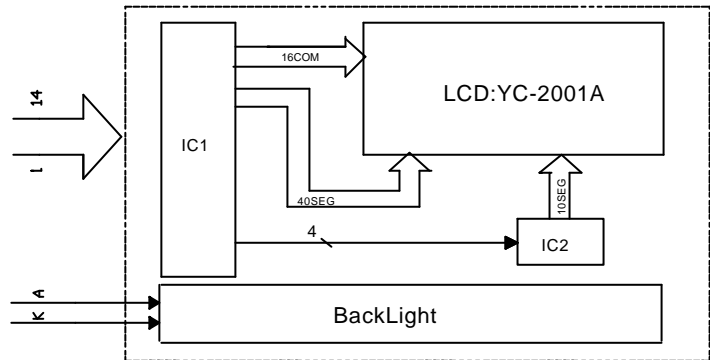 16COM
LCD:YC-2001A
14
IC1
1
40SEG
10SEG
4
IC2
A
K
BackLight